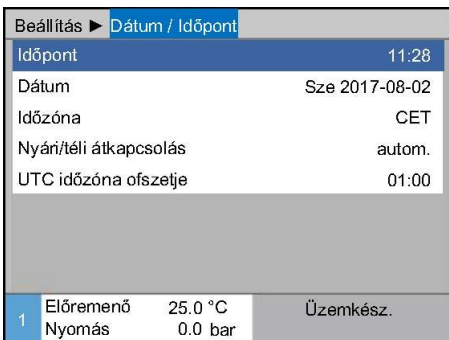 Beállítás ► Dátum / Időpont
Időpont 11:28
Dátum Sze 2017-08-02
Időzóna CET
Nyári/téli átkapcsolás autom.
UTC időzóna ofszetje 01:00
1 Előremenő 25.0 °C Üzemkész.
Nyomás 0.0 bar